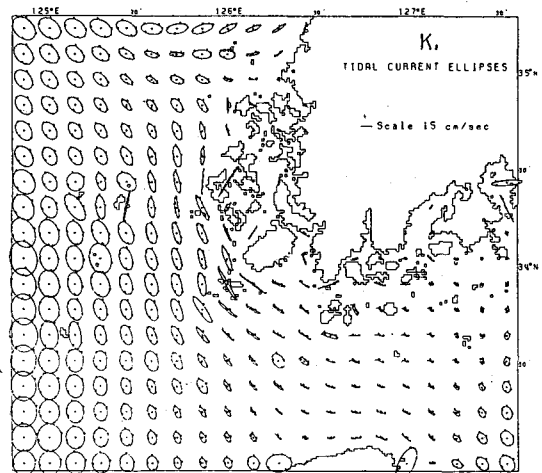 125°E 30' 126°E 30' 127°E 30'
K₁
TIDAL CURRENT ELLIPSES
35°N
Scale 15 cm/sec
30'
34°N
30'